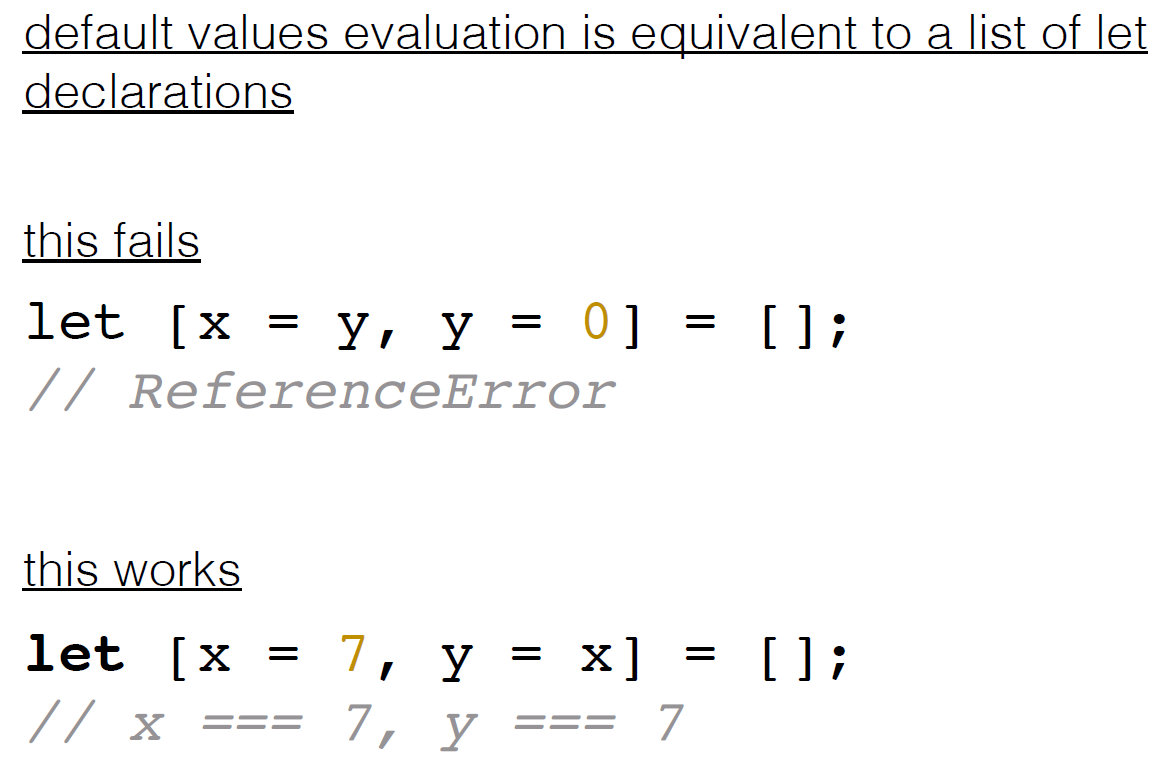 default values evaluation is equivalent to a list of let
declarations
this fails
let [x = y, y = 0] = [];
// ReferenceError
this works
let [x = 7, y = x] = [];
// x === 7, y === 7